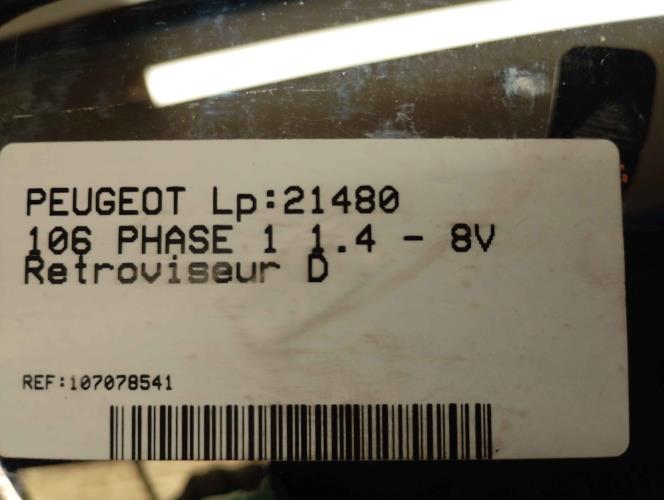 PEUGEOT Lp:21480
106 PHASE 1 1.4 - 8V
Retroviseur D
REF:107078541